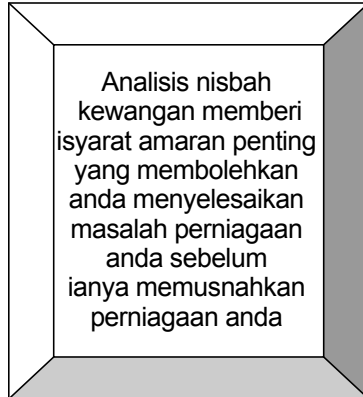 Analisis nisbah
kewangan memberi
isyarat amaran penting
yang membolehkan
anda menyelesaikan
masalah perniagaan
anda sebelum
ianya memusnahkan
perniagaan anda